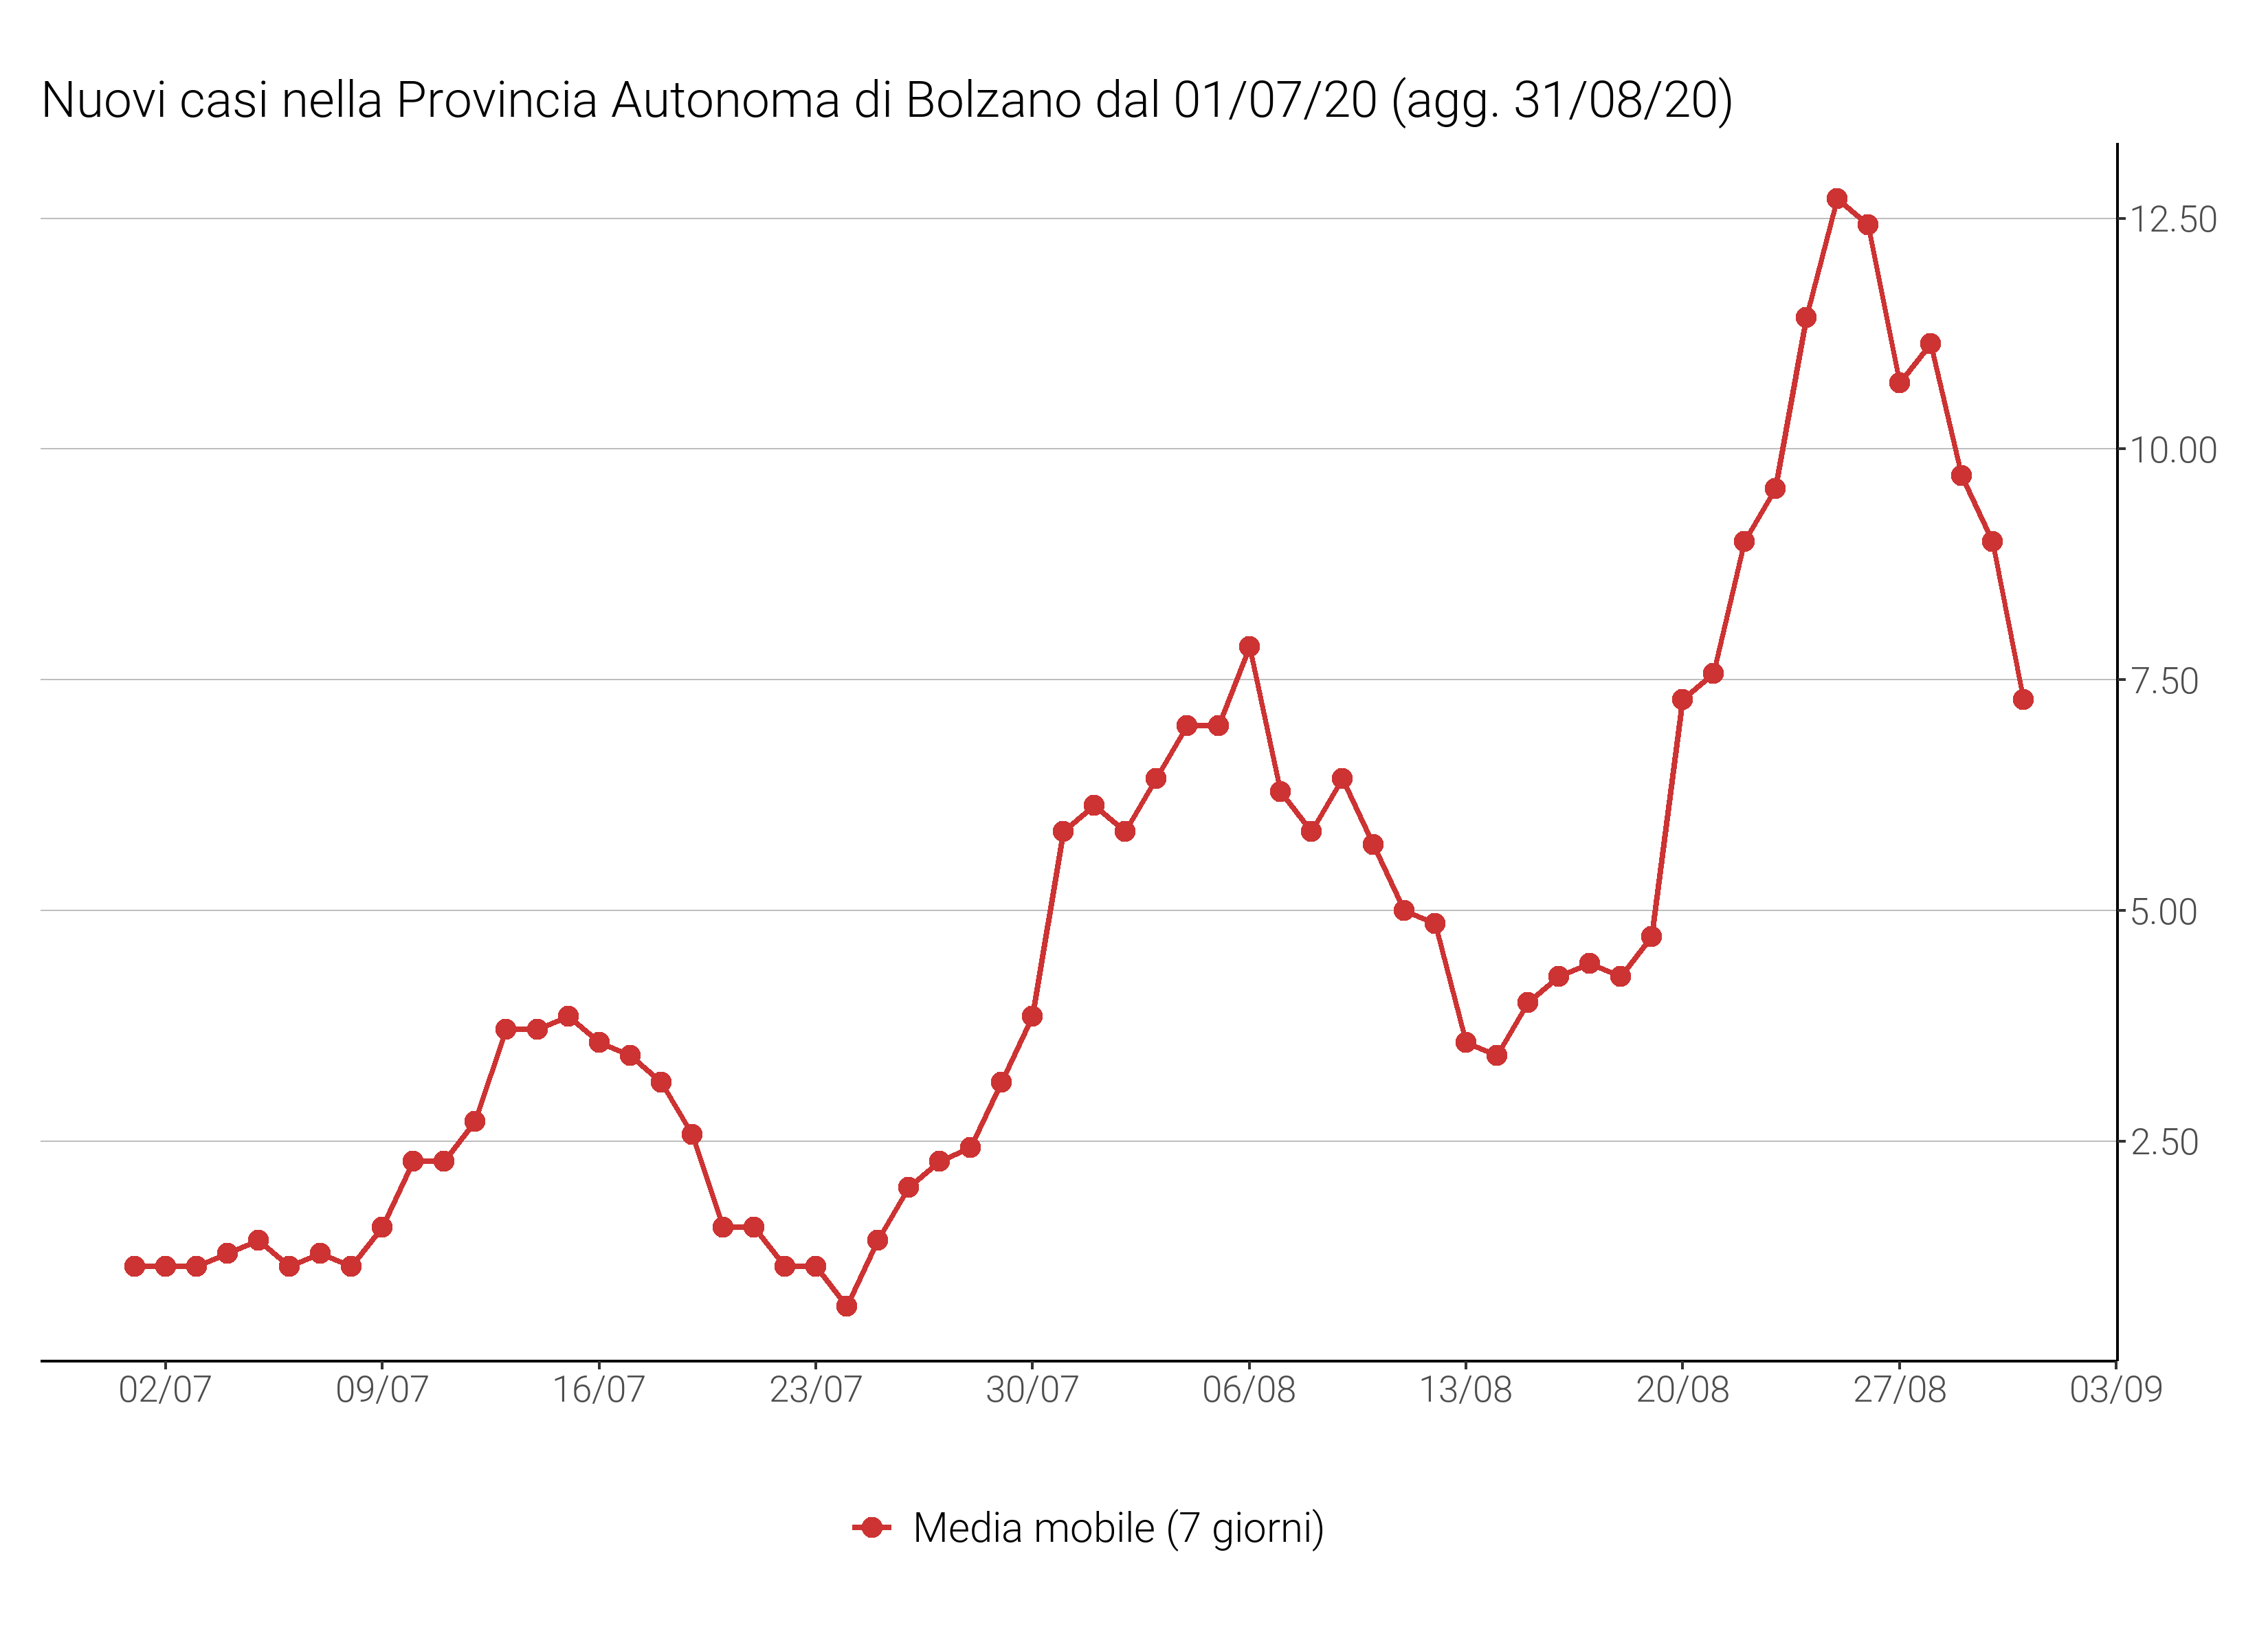 Nuovi casi nella Provincia Autonoma di Bolzano dal 01/07/20 (agg. 31/08/20)
12.50
10.00
7.50
5.00
2.50
02/07 09/07 16/07 23/07 30/07 06/08 13/08 20/08 27/08 03/09
Media mobile (7 giorni)